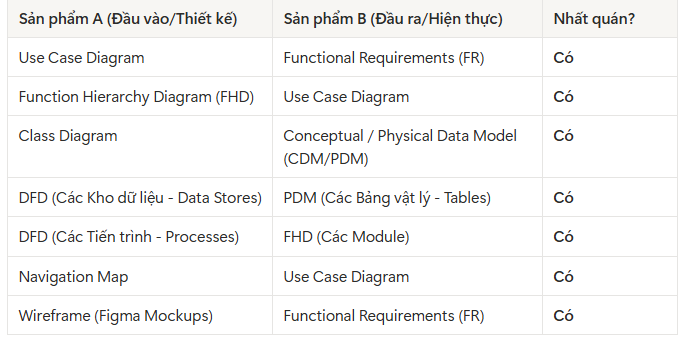 Sản phẩm A (Đầu vào/Thiết kế) Sản phẩm B (Đầu ra/Hiện thực) Nhất quán?
Use Case Diagram Functional Requirements (FR) Có
Function Hierarchy Diagram (FHD) Use Case Diagram Có
Class Diagram Conceptual / Physical Data Model Có
(CDM/PDM)
DFD (Các Kho dữ liệu - Data Stores) PDM (Các Bảng vật lý - Tables) Có
DFD (Các Tiến trình - Processes) FHD (Các Module) Có
Navigation Map Use Case Diagram Có
Wireframe (Figma Mockups) Functional Requirements (FR) Có